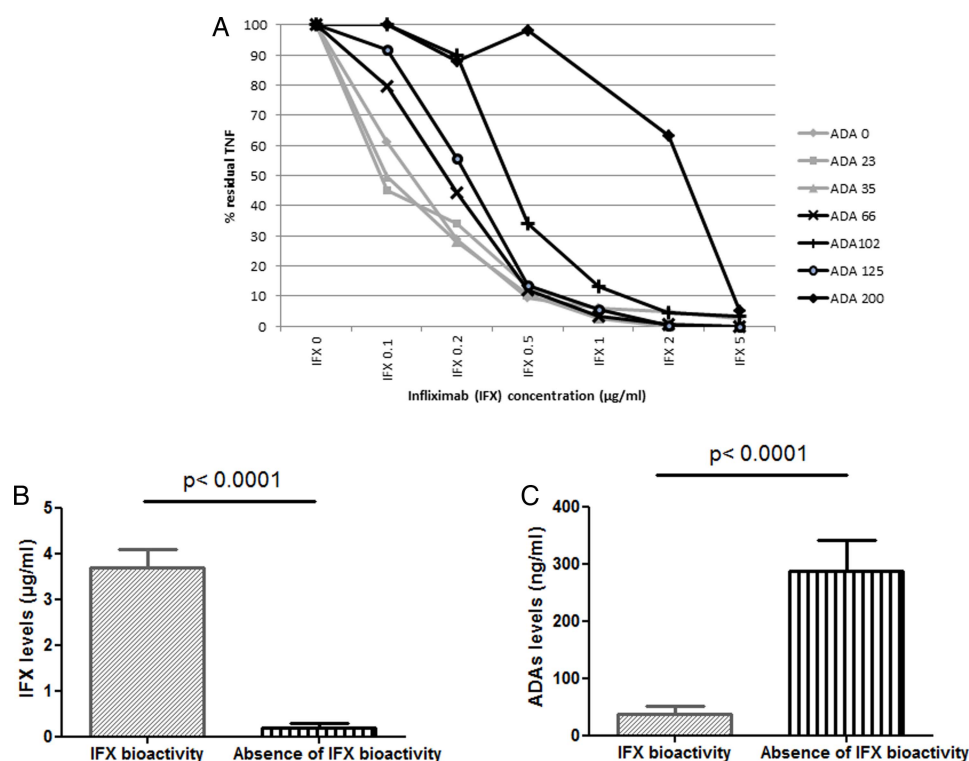 A
100
90
80
70
60
50
40
30
20
10
0
% residual TNF
IFX 0
IFX 0.1
IFX 0.2
IFX 0.5
IFX 1
IFX 2
IFX 5
Infliximab (IFX) concentration (µg/ml)
ADA 0
ADA 23
ADA 35
ADA 66
ADA102
ADA 125
ADA 200
B
p< 0.0001
5
4
3
2
1
0
IFX levels (µg/ml)
IFX bioactivity
Absence of IFX bioactivity
C
p< 0.0001
400
300
200
100
0
ADAs levels (ng/ml)
IFX bioactivity
Absence of IFX bioactivity